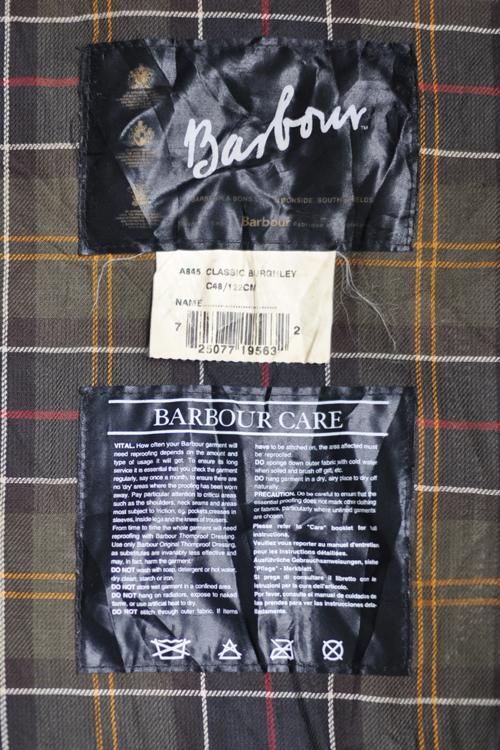 Barbour™
BARBOUR & SONS
SOUTH SHIELDS
Barbour
A845 CLASSIC BURGHLEY
C48/122CM
NAME
7 25077 19563 2
BARBOUR CARE
VITAL. How often your Barbour garment will
need reproofing depends on the amount and
type of usage it will get. To ensure its long
service it is essential that you check the garment
regularly, say once a month, to ensure there are
no 'dry' areas where the proofing has been worn
away. Pay particular attention to critical areas
such as the shoulders, neck seams and areas
most subject to friction, eg. pockets, creases in
sleeves, inside legs and the knees of trousers.
From time to time the whole garment will need
reproofing with Barbour Thornproof Dressing.
Use only Barbour Original Thornproof Dressing,
as substitutes are invariably less effective and
may, in fact, harm the garment.
DO NOT wash with soap, detergent or hot water,
dry clean, starch or iron.
DO NOT store wet garment in a confined area.
DO NOT hang on radiators, expose to naked
flame, or use artifical heat to dry.
DO NOT stitch through outer fabric. If items
have to be stitched on, the area affected must
be reproofed.
DO sponge down outer fabric with cold water
when soiled and brush off grit, etc.
DO hang garment in a dry, airy place to dry off
naturally.
PRECAUTION. Do be careful to ensure that the
essential proofing does not mark other clothing
or fabrics, particularly where unlined garments
are chosen.
Please refer to "Care" booklet for full
instructions.
Veuillez vous reporter au manuel d'entretien
pour les instructions détaillées.
Ausführliche Gebrauchsanweisungen, siehe
"Pflege" - Merkblatt.
Si prega di consultare il libretto con le
istruzioni per la cura dell'articolo.
Por favor, consulte el manual de cuidados de
las prendas para ver las instrucciones deta-
lladamente.